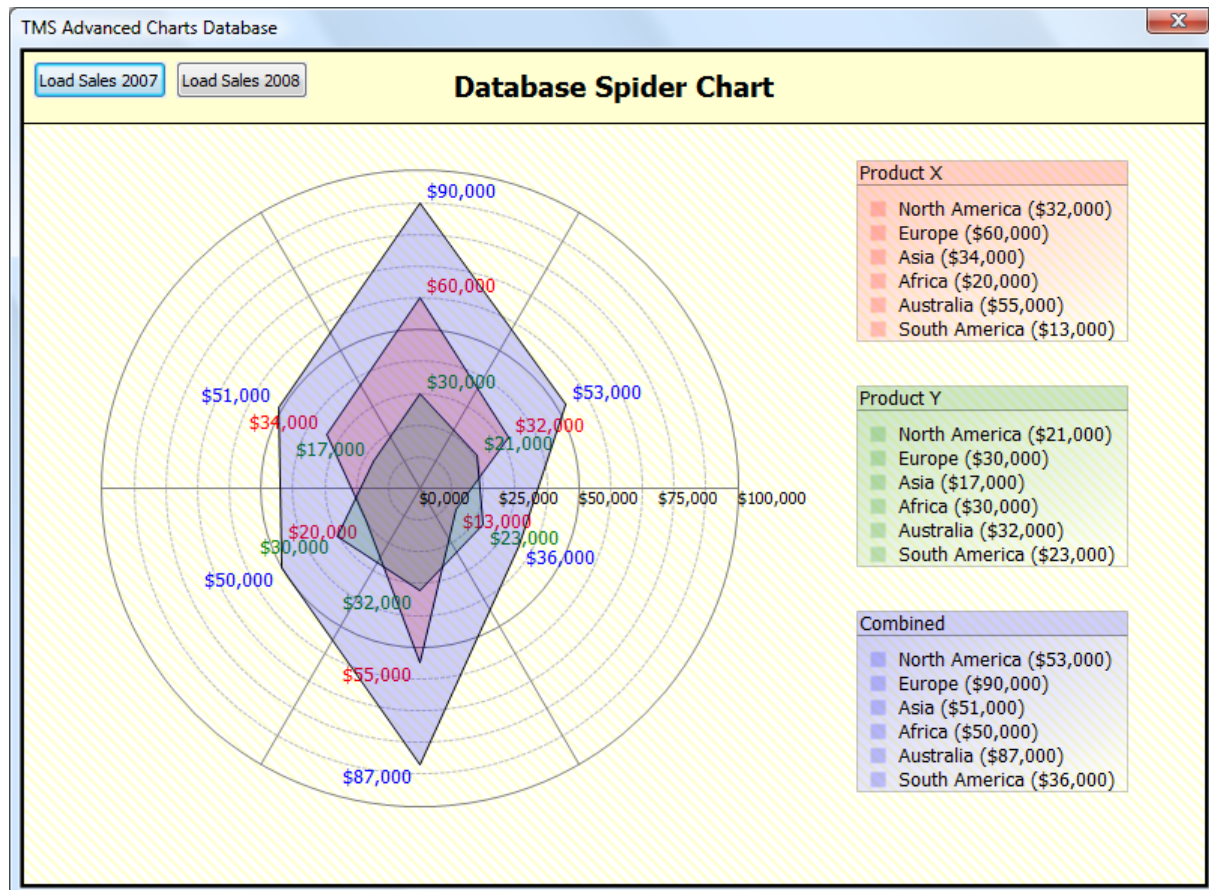 TMS Advanced Charts Database
X
Load Sales 2007
Load Sales 2008
Database Spider Chart
$90,000
$60,000
$30,000
$51,000
$53,000
$34,000
$32,000
$17,000
$21,000
$0,000
$25,000
$50,000
$75,000
$100,000
$20,000
$13,000
$30,000
$23,000
$50,000
$36,000
$32,000
$55,000
$87,000
Product X
North America ($32,000)
Europe ($60,000)
Asia ($34,000)
Africa ($20,000)
Australia ($55,000)
South America ($13,000)
Product Y
North America ($21,000)
Europe ($30,000)
Asia ($17,000)
Africa ($30,000)
Australia ($32,000)
South America ($23,000)
Combined
North America ($53,000)
Europe ($90,000)
Asia ($51,000)
Africa ($50,000)
Australia ($87,000)
South America ($36,000)